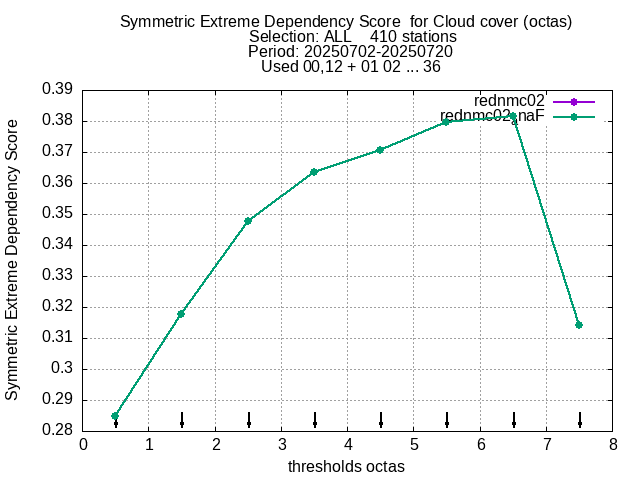 Symmetric Extreme Dependency Score  for Cloud cover (octas)
Selection: ALL    410 stations
Period: 20250702-20250720
Used 00,12 + 01 02 ... 36
Symmetric Extreme Dependency Score
0.39
0.38
0.37
0.36
0.35
0.34
0.33
0.32
0.31
0.3
0.29
0.28
rednmc02
rednmc02_naF
0 1 2 3 4 5 6 7 8
thresholds octas